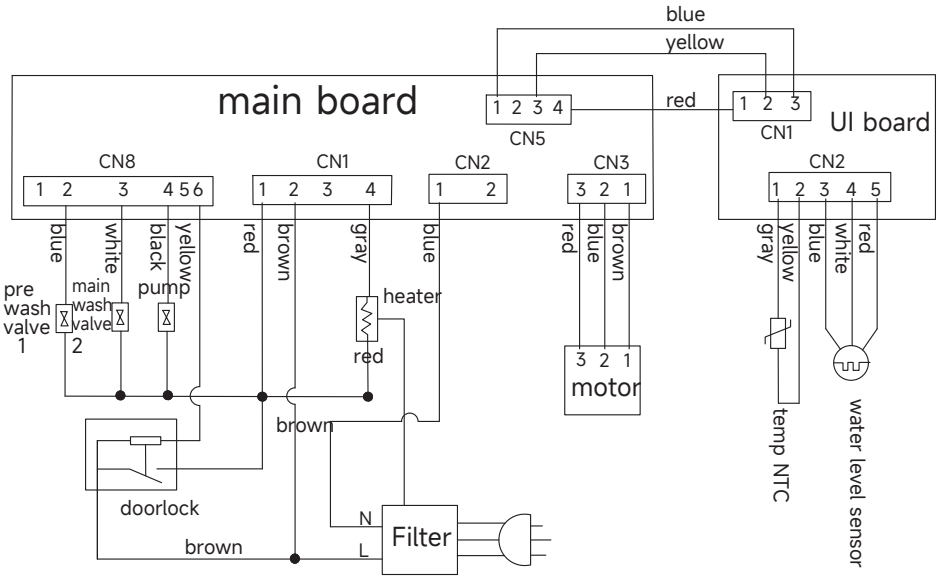 blue
yellow
main board
1 2 3 4
red
1 2 3
CN5
CN1
UI board
CN8
CN1
CN2
CN3
CN2
1 2 3 4 5 6
1 2 3 4
1 2
3 2 1
1 2 3 4 5
blue
white
black
yellow
red
brown
gray
blue
red
blue
brown
gray
yellow
blue
white
red
pre
wash
valve
1
main
wash
valve
2
pump
heater
red
3 2 1
motor
brown
temp NTC
water level sensor
doorlock
N
Filter
brown
L